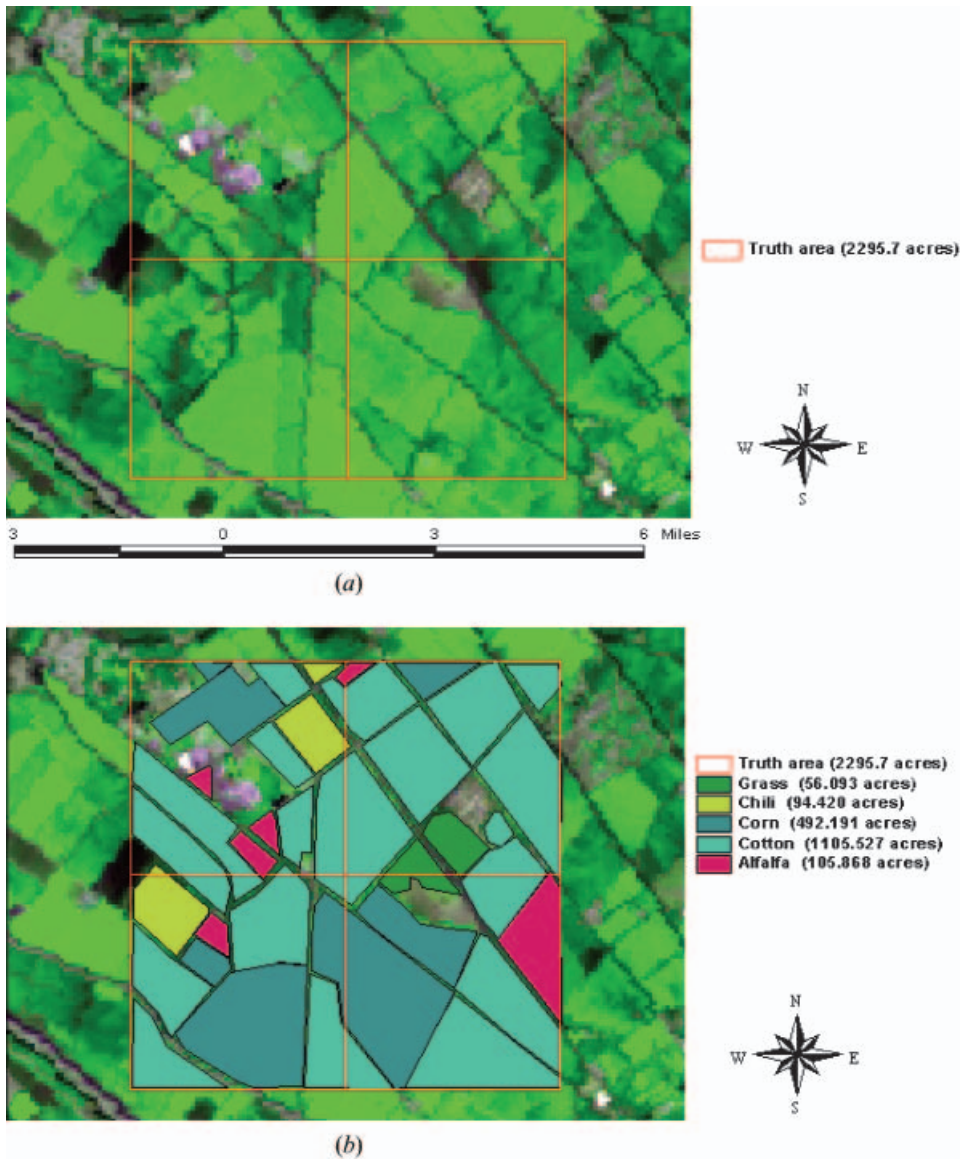 Truth area (2295.7 acres)
N
W E
S
3 0 3 6 Miles
(a)
Truth area (2295.7 acres)
Grass (56.093 acres)
Chili (94.420 acres)
Corn (492.191 acres)
Cotton (1105.527 acres)
Alfalfa (105.868 acres)
N
W E
S
(b)